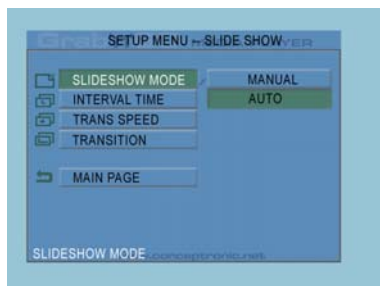 SETUP MENU ~ SLIDE SHOW
SLIDESHOW MODE
MANUAL
INTERVAL TIME
AUTO
TRANS SPEED
TRANSITION
MAIN PAGE
SLIDESHOW MODE